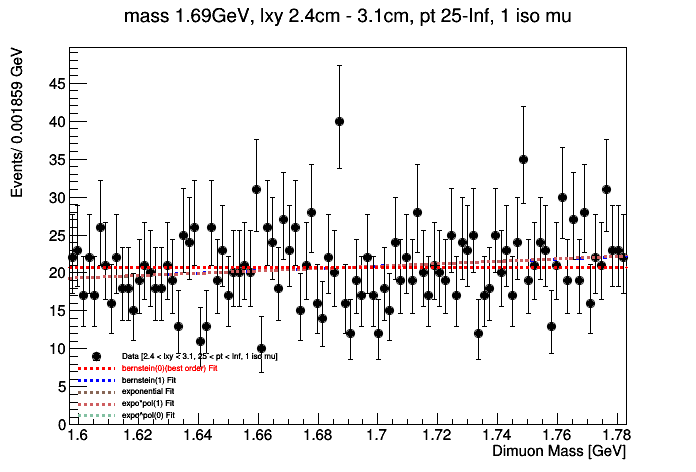 mass 1.69GeV, lxy 2.4cm - 3.1cm, pt 25-Inf, 1 iso mu
Events/ 0.001859 GeV
45
40
35
30
25
20
15
10
5
0
Data [2.4 < lxy < 3.1, 25 < pt < Inf, 1 iso mu]
bernstein(0)(best order) Fit
bernstein(1) Fit
exponential Fit
expo*pol(1) Fit
expo*pol(0) Fit
1.6 1.62 1.64 1.66 1.68 1.7 1.72 1.74 1.76 1.78
Dimuon Mass [GeV]